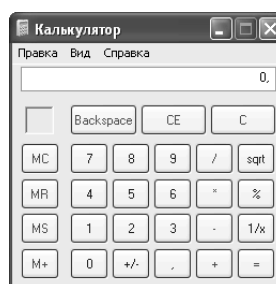 Калькулятор
Правка Вид Справка
0,
Backspace CE C
MC 7 8 9 / sqrt
MR 4 5 6 * %
MS 1 2 3 - 1/x
M+ 0 +/- , + =